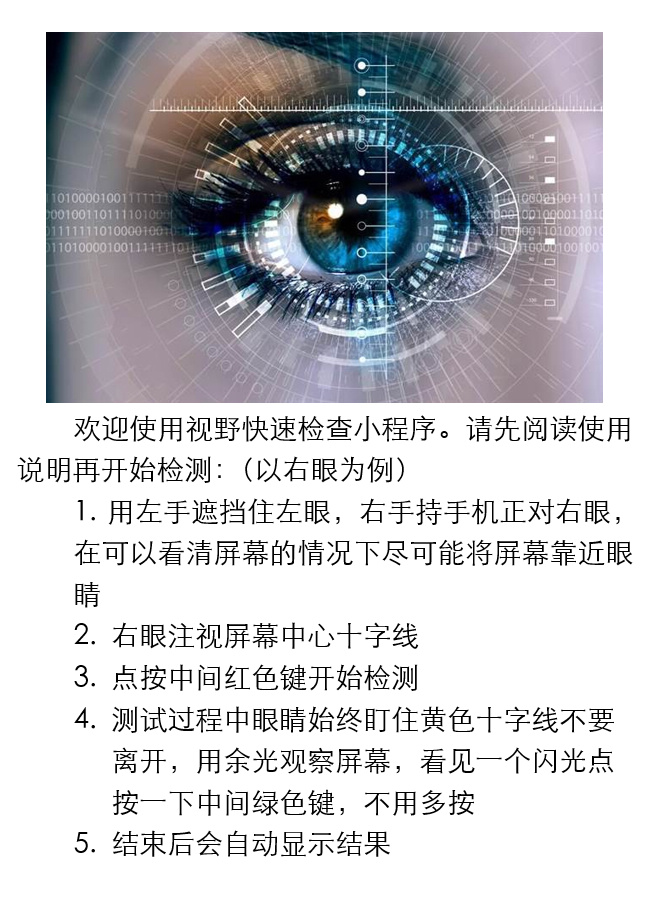 欢迎使用视野快速检查小程序。请先阅读使用
说明再开始检测：（以右眼为例）
1. 用左手遮挡住左眼，右手持手机正对右眼，
在可以看清屏幕的情况下尽可能将屏幕靠近眼
睛
2. 右眼注视屏幕中心十字线
3. 点按中间红色键开始检测
4. 测试过程中眼睛始终盯住黄色十字线不要
离开，用余光观察屏幕，看见一个闪光点
按一下中间绿色键，不用多按
5. 结束后会自动显示结果